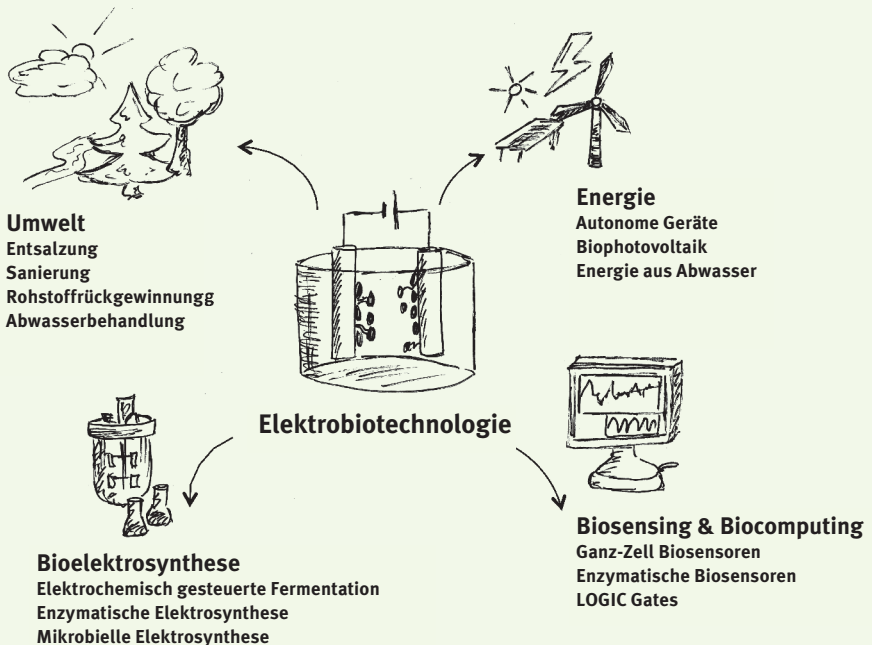 Umwelt
Entsalzung
Sanierung
Rohstoffrückgewinnungg
Abwasserbehandlung
Energie
Autonome Geräte
Biophotovoltaik
Energie aus Abwasser
Elektrobiotechnologie
Bioelektrosynthese
Elektrochemisch gesteuerte Fermentation
Enzymatische Elektrosynthese
Mikrobielle Elektrosynthese
Biosensing & Biocomputing
Ganz-Zell Biosensoren
Enzymatische Biosensoren
LOGIC Gates